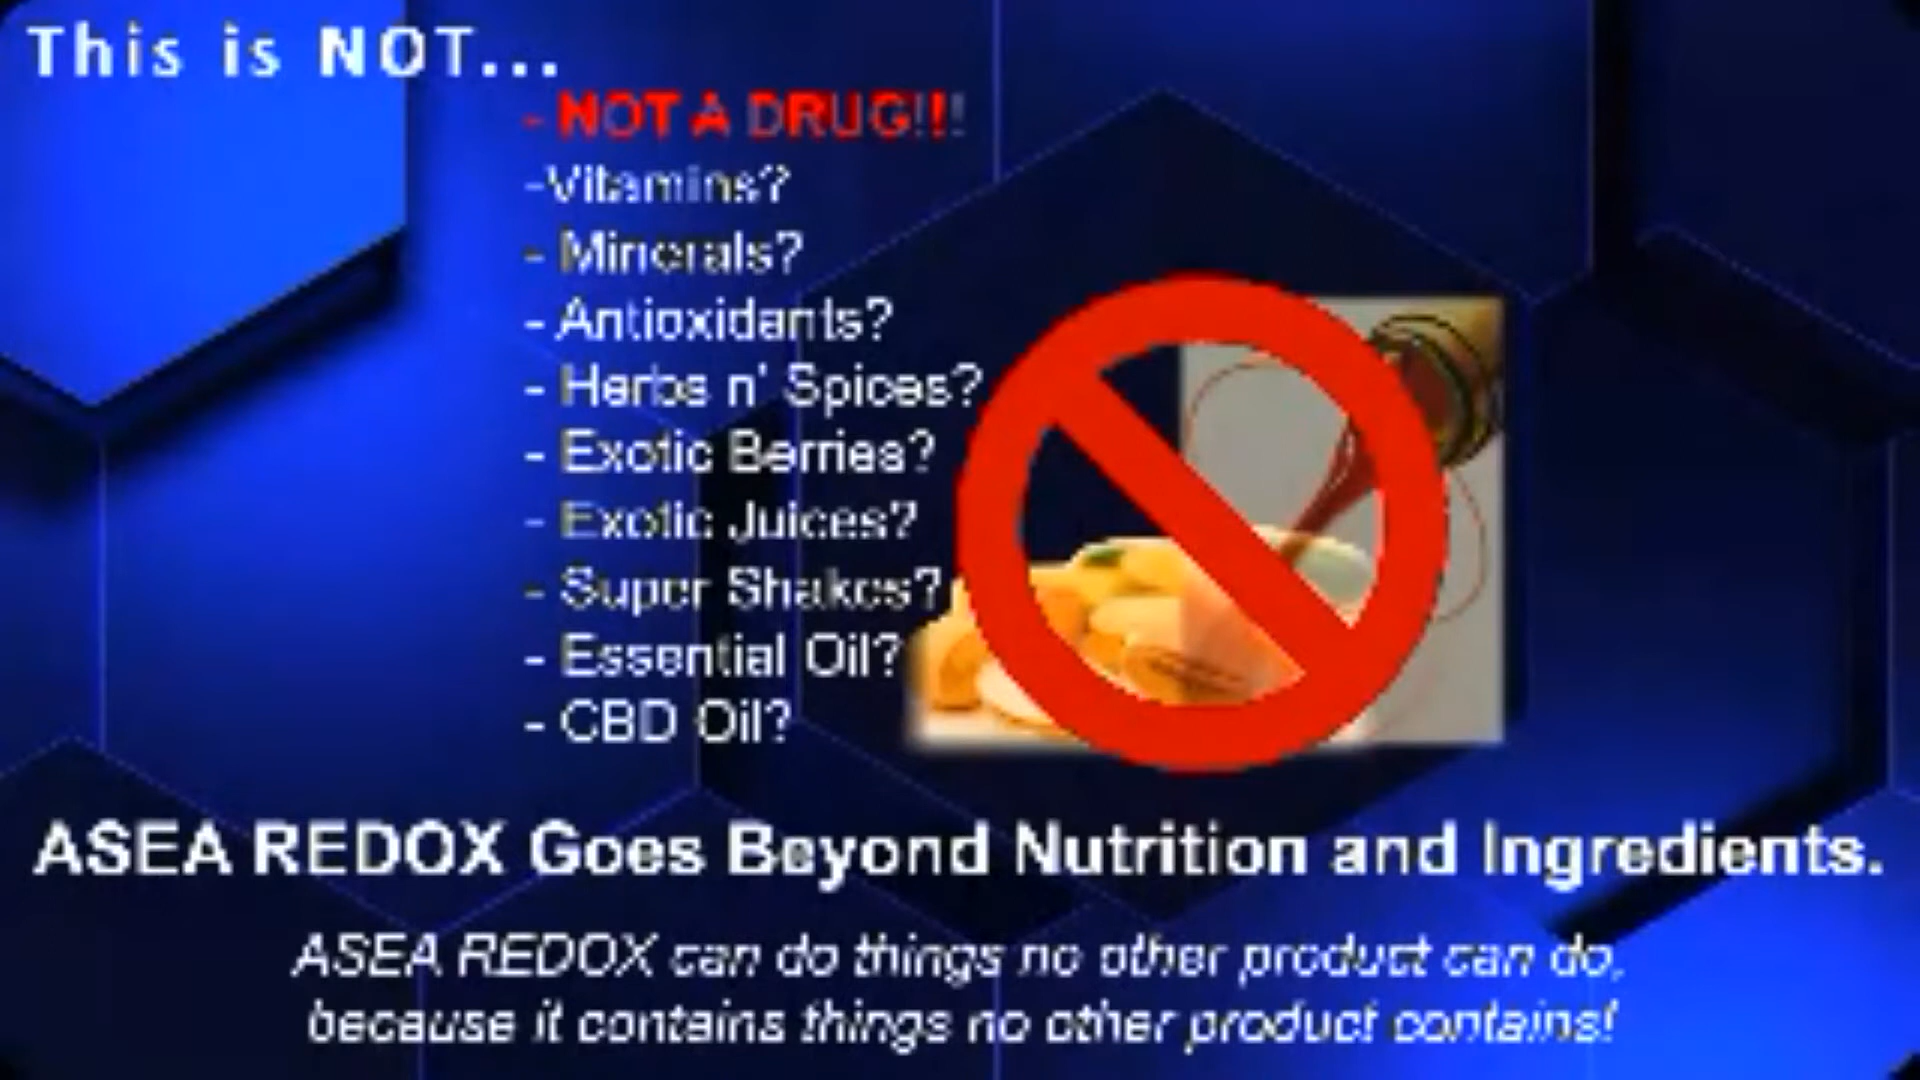 This is NOT...
- NOT A DRUG!!!
-Vitamins?
- Minerals?
- Antioxidants?
- Herbs n' Spices?
- Exotic Berries?
- Exotic Juices?
- Super Shakes?
- Essential Oil?
- CBD Oil?
ASEA REDOX Goes Beyond Nutrition and Ingredients.
ASEA REDOX can do things no other product can do,
because it contains things no other product contains!